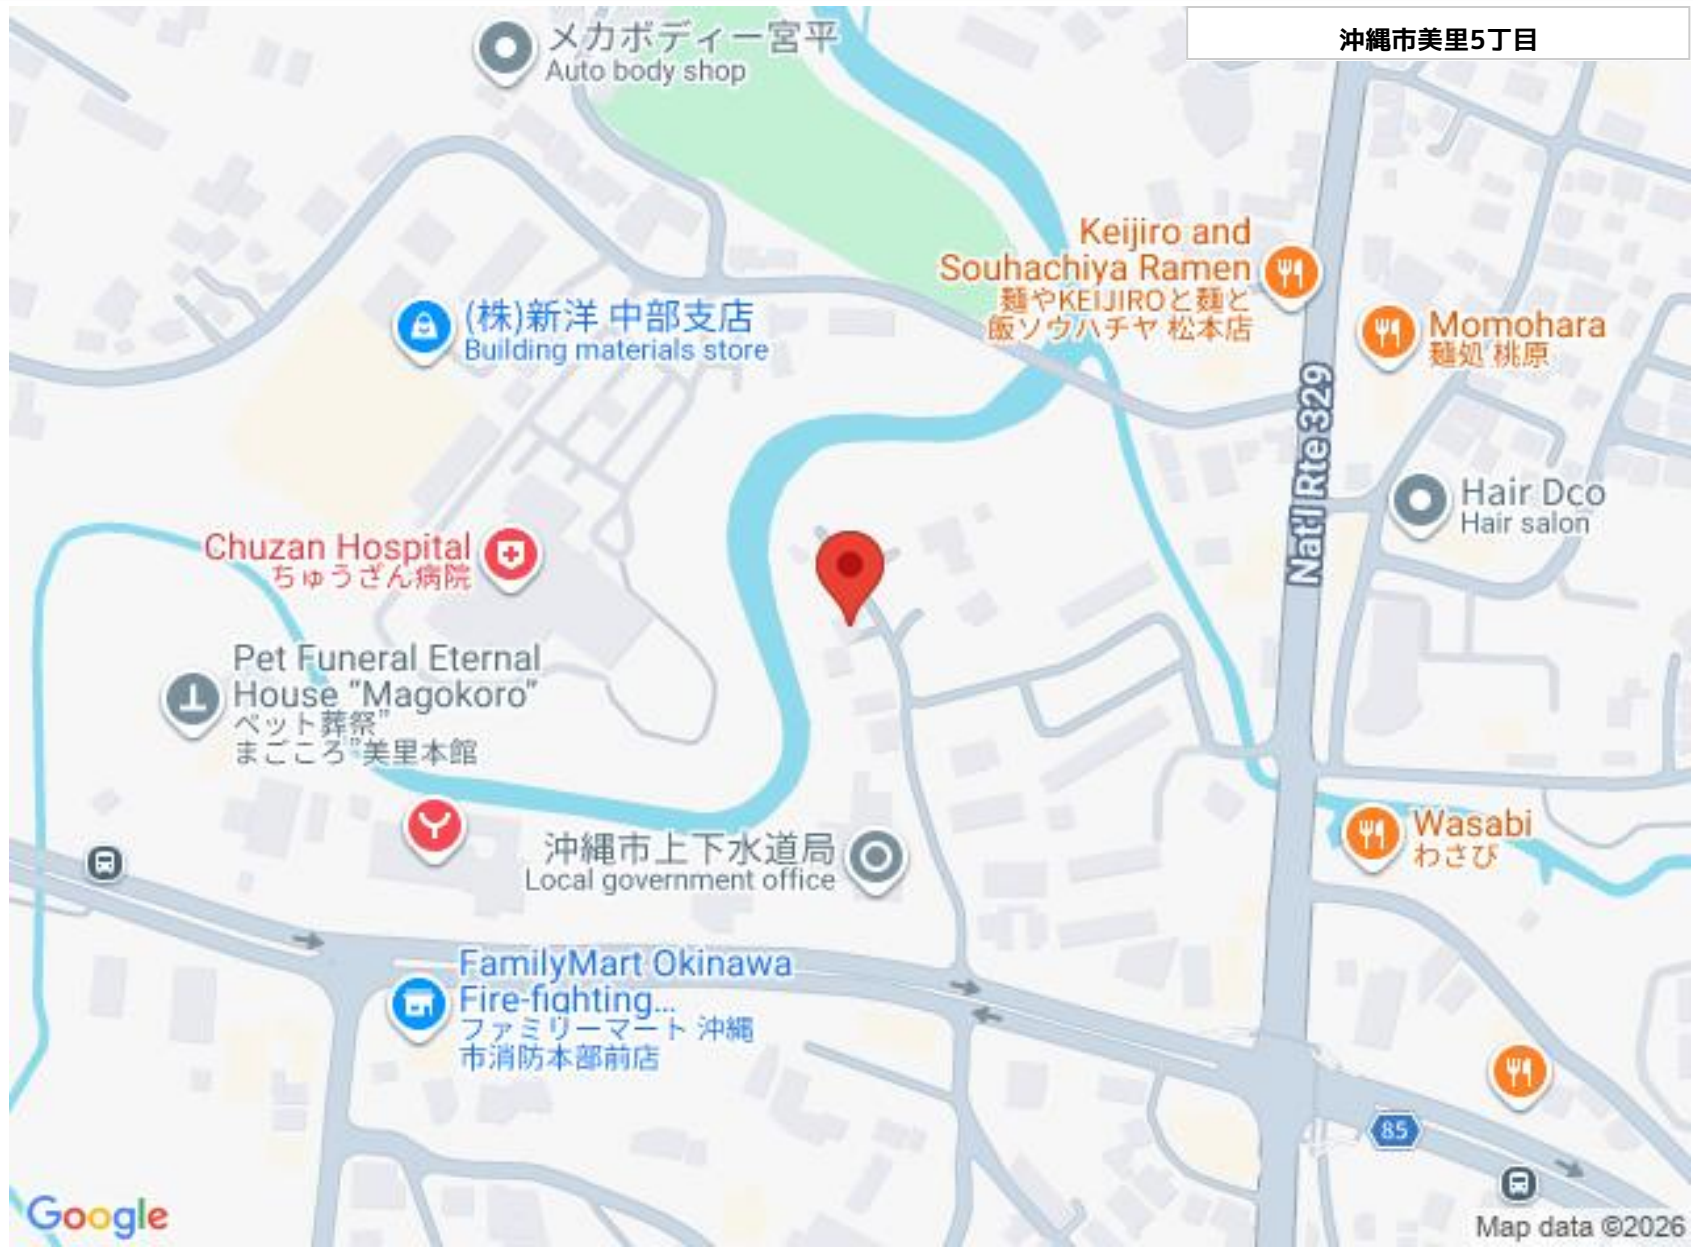 沖縄市美里5丁目
メカボディー宮平
Auto body shop
Keijiro and
Souhachiya Ramen
麺やKEIJIROと麺と
飯ソウハチヤ 松本店
Momohara
麺処 桃原
(株)新洋 中部支店
Building materials store
Nat'l Rte 329
Hair Dco
Hair salon
Chuzan Hospital
ちゅうざん病院
Pet Funeral Eternal
House "Magokoro"
ペット葬祭"
まごころ"美里本館
沖縄市上下水道局
Local government office
Wasabi
わさび
FamilyMart Okinawa
Fire-fighting...
ファミリーマート 沖縄
市消防本部前店
85
Google
Map data ©2026